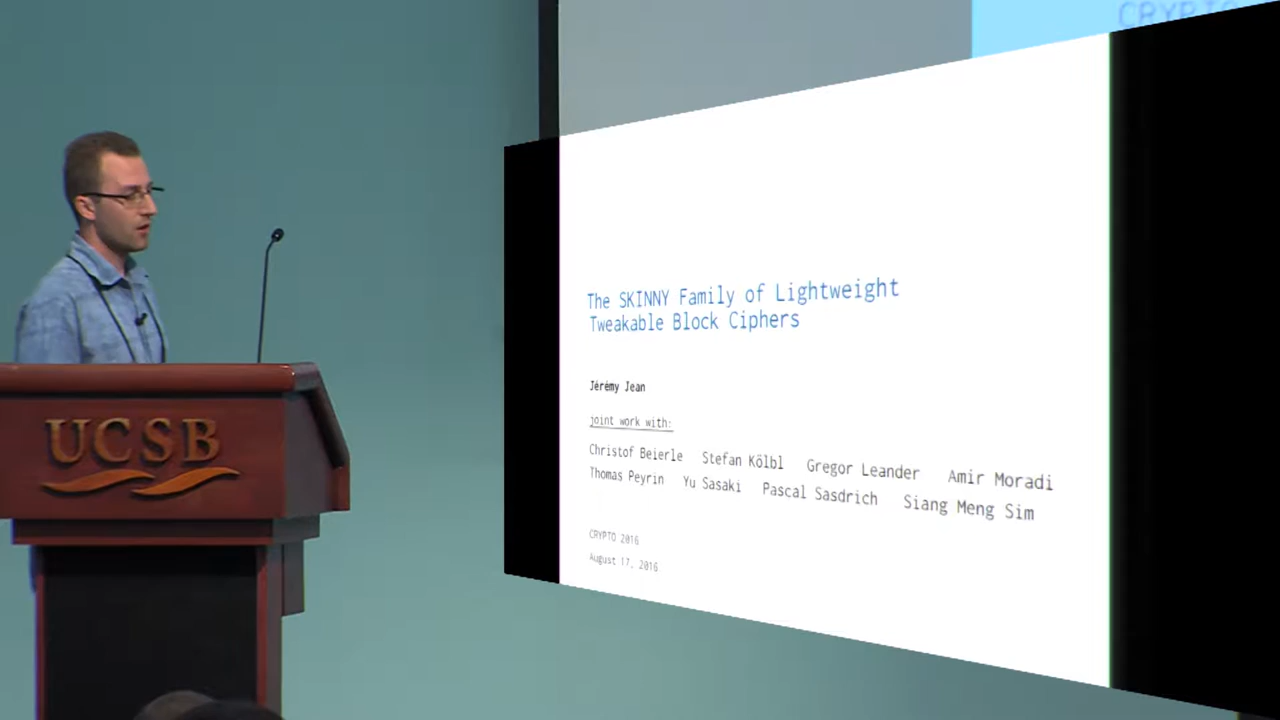 CRYPTO
The SKINNY Family of Lightweight
Tweakable Block Ciphers
Jérémy Jean
joint work with:
Christof Beierle Stefan Kölbl Gregor Leander Amir Moradi
Thomas Peyrin Yu Sasaki Pascal Sasdrich Siang Meng Sim
CRYPTO 2016
August 17, 2016
UCSB